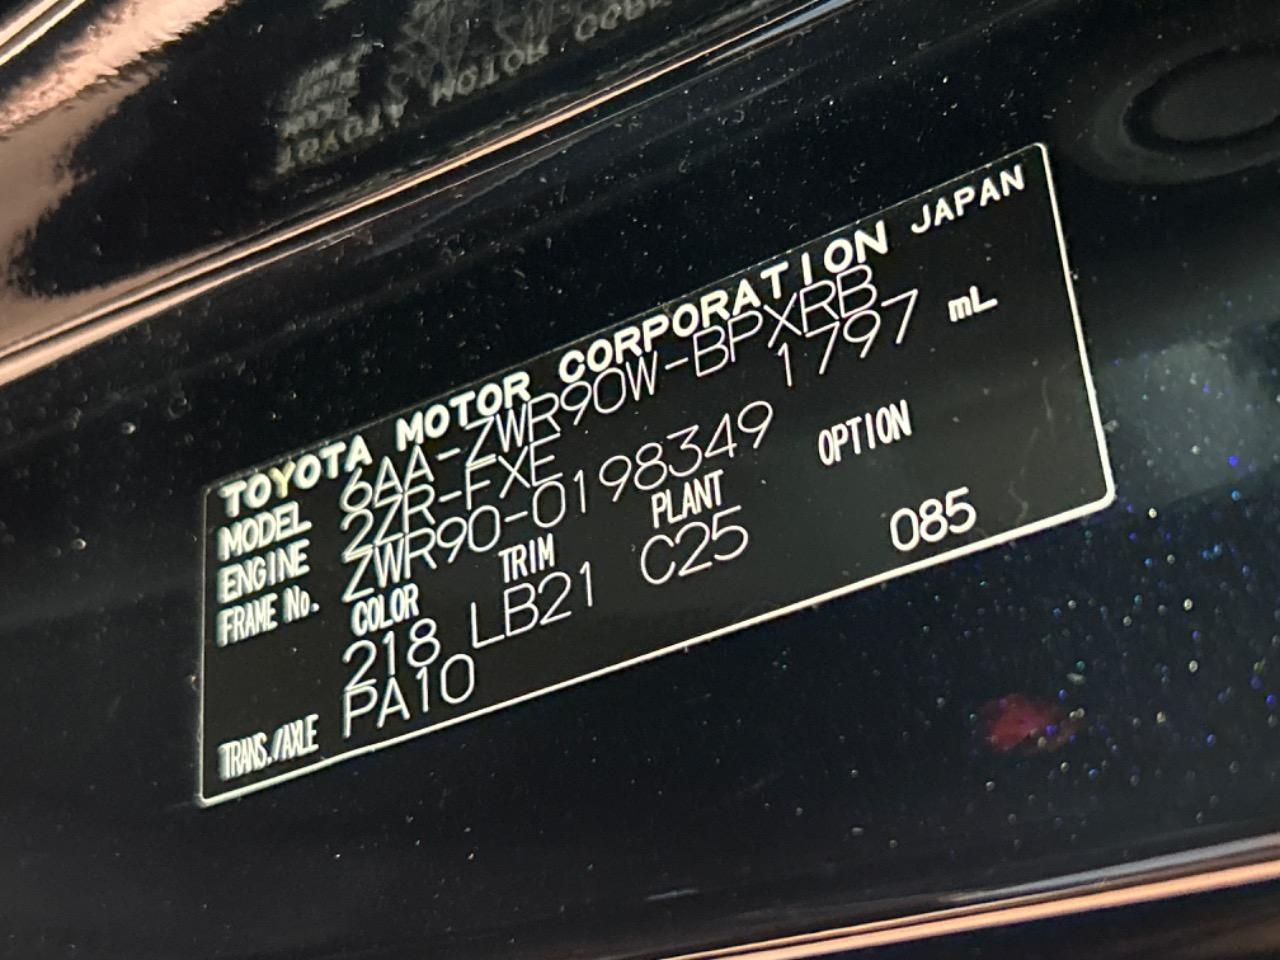 TOYOTA MOTOR CORPORATION JAPAN
MODEL 6AA-ZWR90W-BPXRB
ENGINE 2ZR-FXE 1797 mL
FRAME No. ZWR90-0198349
COLOR TRIM PLANT OPTION
218 LB21 C25 085
TRANS./AXLE PA10